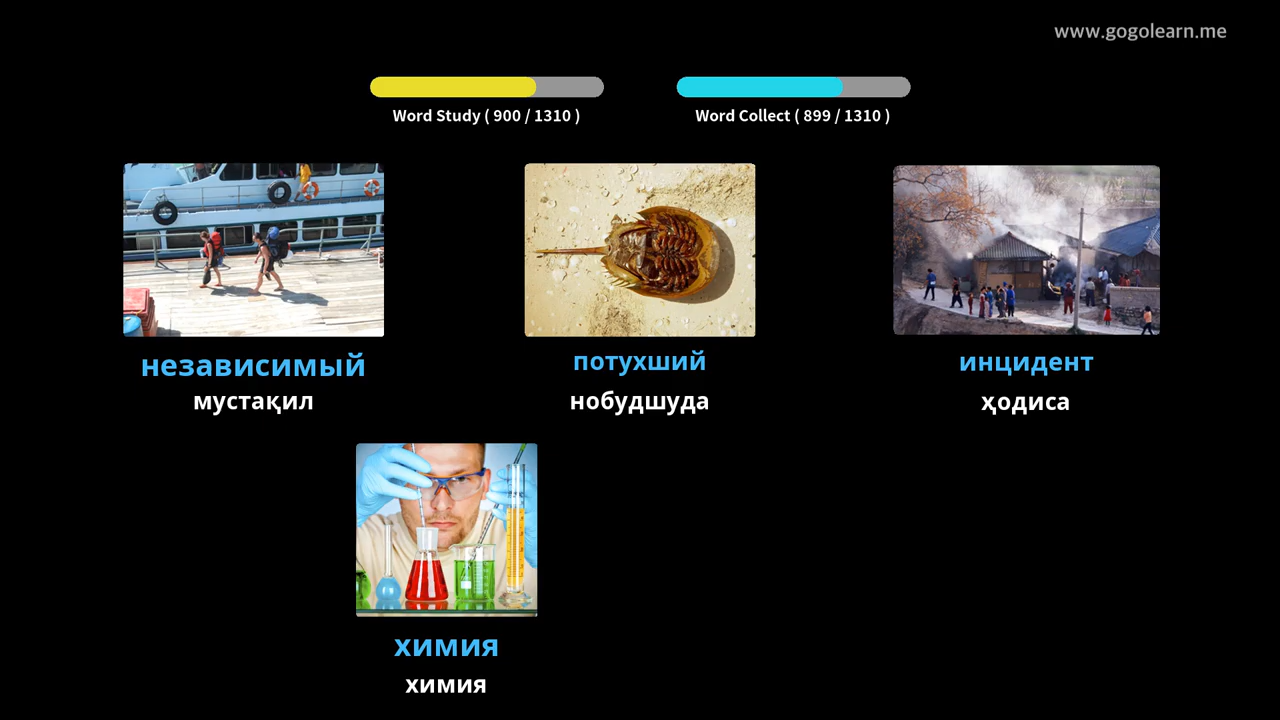 www.gogolearn.me
Word Study ( 900 / 1310 )
Word Collect ( 899 / 1310 )
независимый
мустақил
потухший
нобудшуда
инцидент
ҳодиса
химия
химия